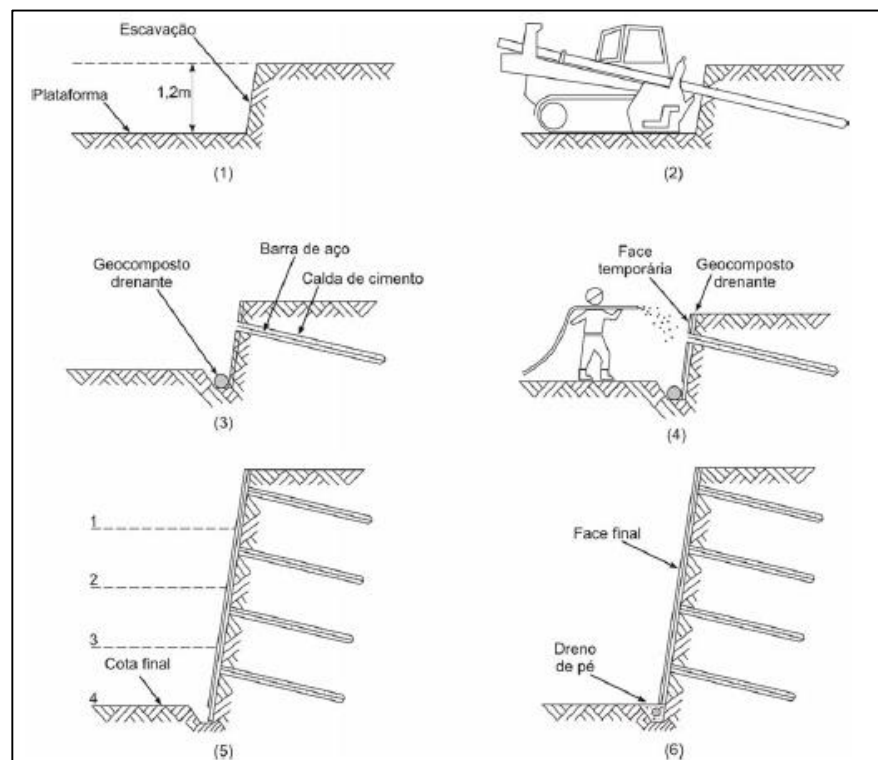 Escavação
1,2m
Plataforma
(1)
(2)
Geocomposto
drenante
Barra de aço
Calda de cimento
(3)
Face
temporária
Geocomposto
drenante
(4)
1
2
3
Cota final
4
(5)
Face final
Dreno
de pé
(6)